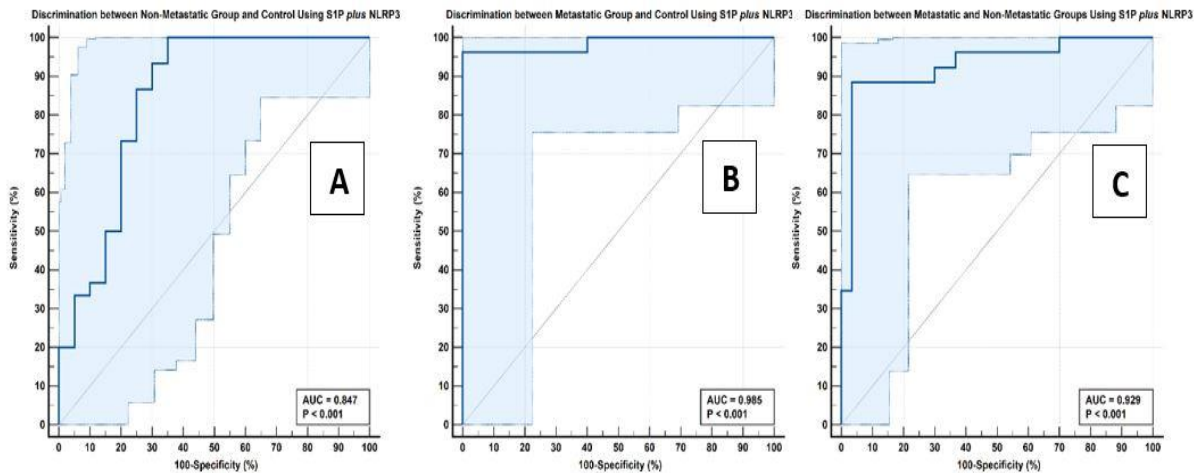 Discrimination between Non-Metastatic Group and Control Using S1P plus NLRP3
Sensitivity (%)
100
90
80
70
60
50
40
30
20
10
0
A
AUC = 0.847
P < 0.001
0 10 20 30 40 50 60 70 80 90 100
100-Specificity (%)
Discrimination between Metastatic Group and Control Using S1P plus NLRP3
Sensitivity (%)
100
90
80
70
60
50
40
30
20
10
0
B
AUC = 0.985
P < 0.001
0 10 20 30 40 50 60 70 80 90 100
100-Specificity (%)
Discrimination between Metastatic and Non-Metastatic Groups Using S1P plus NLRP3
Sensitivity (%)
100
90
80
70
60
50
40
30
20
10
0
C
AUC = 0.929
P < 0.001
0 10 20 30 40 50 60 70 80 90 100
100-Specificity (%)